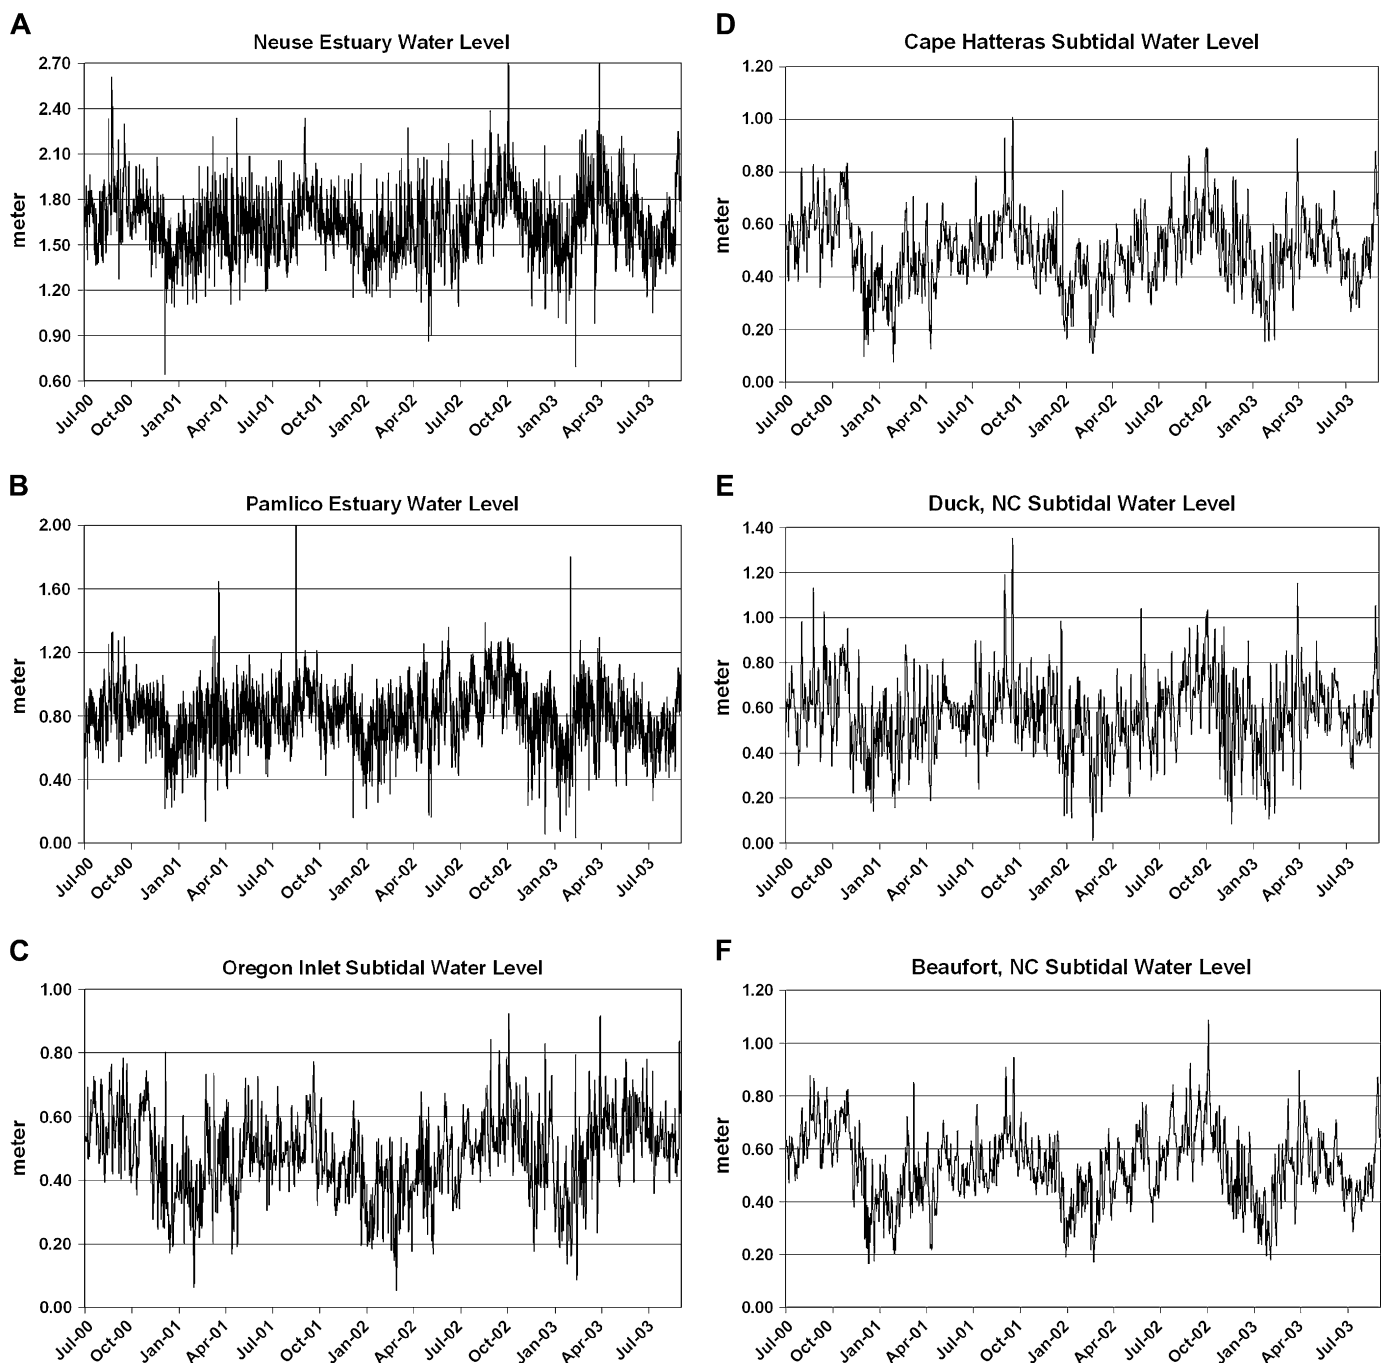 A
Neuse Estuary Water Level
meter
2.70
2.40
2.10
1.80
1.50
1.20
0.90
0.60
Jul-00 Oct-00 Jan-01 Apr-01 Jul-01 Oct-01 Jan-02 Apr-02 Jul-02 Oct-02 Jan-03 Apr-03 Jul-03
B
Pamlico Estuary Water Level
meter
2.00
1.60
1.20
0.80
0.40
0.00
Jul-00 Oct-00 Jan-01 Apr-01 Jul-01 Oct-01 Jan-02 Apr-02 Jul-02 Oct-02 Jan-03 Apr-03 Jul-03
C
Oregon Inlet Subtidal Water Level
meter
1.00
0.80
0.60
0.40
0.20
0.00
Jul-00 Oct-00 Jan-01 Apr-01 Jul-01 Oct-01 Jan-02 Apr-02 Jul-02 Oct-02 Jan-03 Apr-03 Jul-03
D
Cape Hatteras Subtidal Water Level
meter
1.20
1.00
0.80
0.60
0.40
0.20
0.00
Jul-00 Oct-00 Jan-01 Apr-01 Jul-01 Oct-01 Jan-02 Apr-02 Jul-02 Oct-02 Jan-03 Apr-03 Jul-03
E
Duck, NC Subtidal Water Level
meter
1.40
1.20
1.00
0.80
0.60
0.40
0.20
0.00
Jul-00 Oct-00 Jan-01 Apr-01 Jul-01 Oct-01 Jan-02 Apr-02 Jul-02 Oct-02 Jan-03 Apr-03 Jul-03
F
Beaufort, NC Subtidal Water Level
meter
1.20
1.00
0.80
0.60
0.40
0.20
0.00
Jul-00 Oct-00 Jan-01 Apr-01 Jul-01 Oct-01 Jan-02 Apr-02 Jul-02 Oct-02 Jan-03 Apr-03 Jul-03